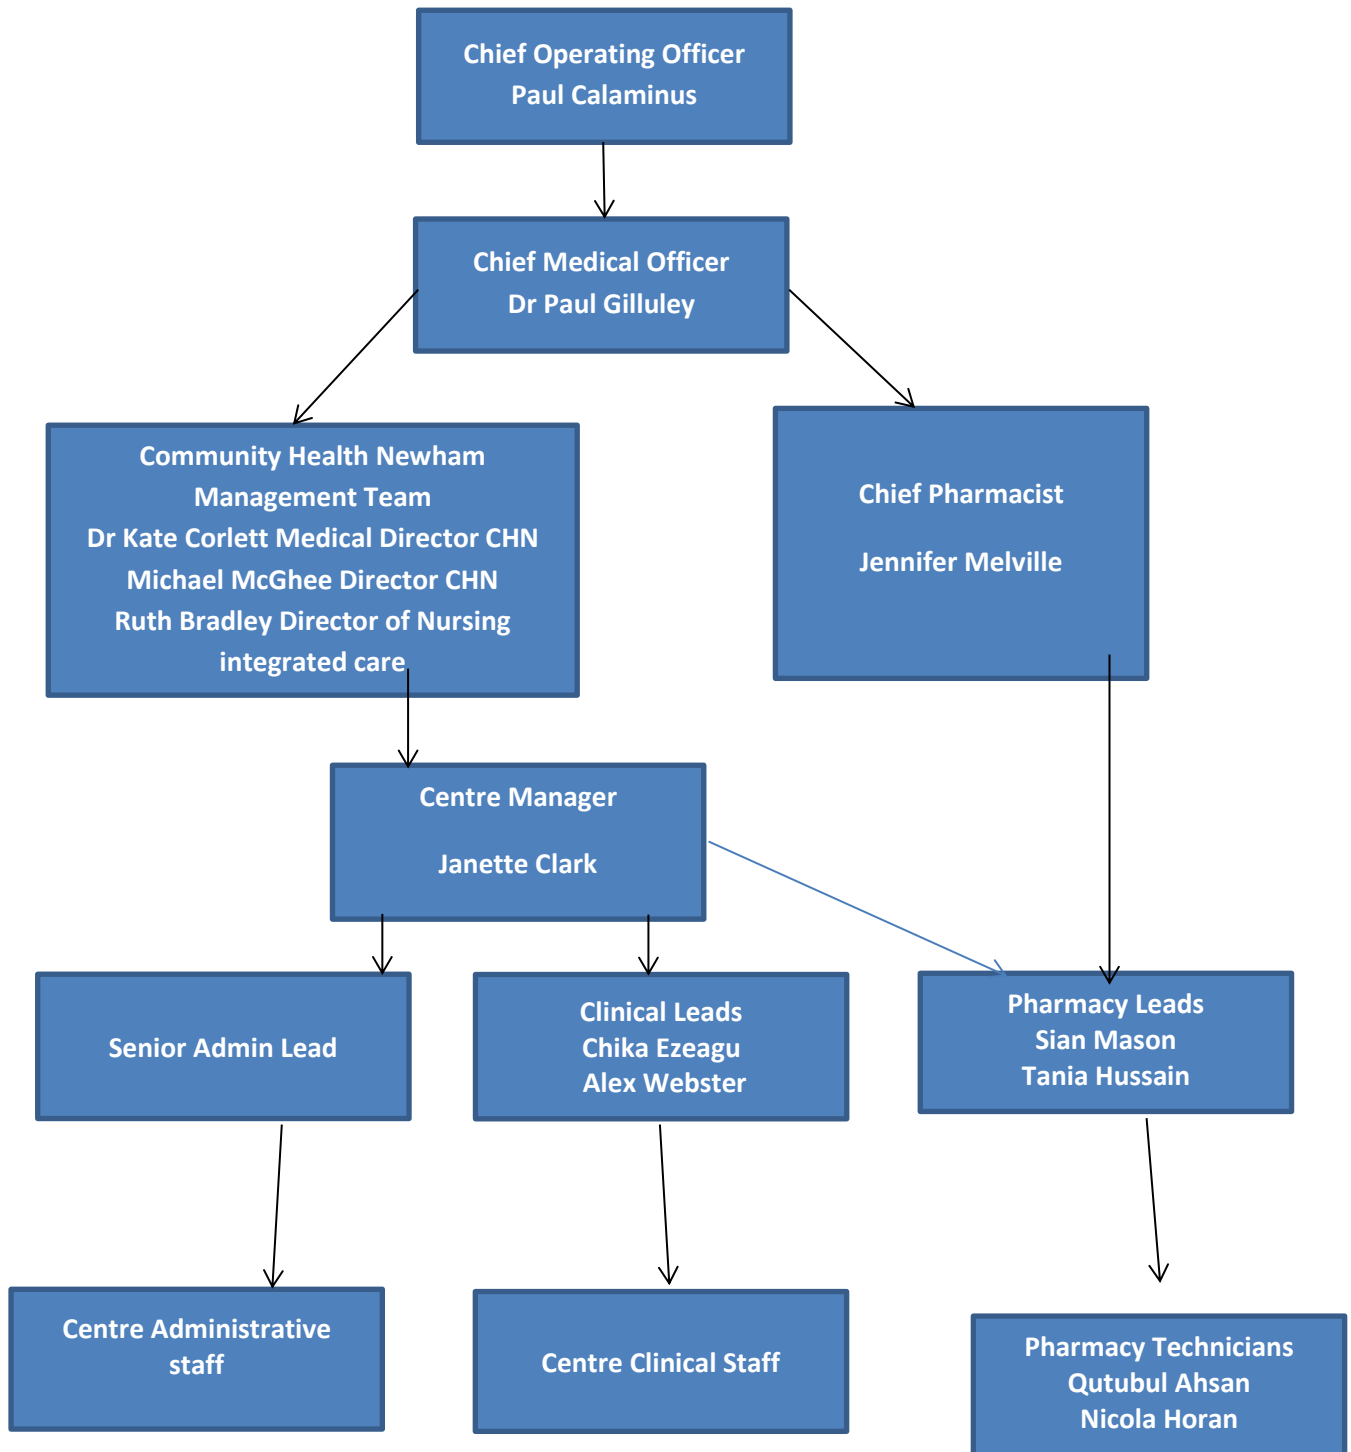 Chief Operating Officer
Paul Calaminus
Chief Medical Officer
Dr Paul Gilluley
Community Health Newham
Management Team
Dr Kate Corlett Medical Director CHN
Michael McGhee Director CHN
Ruth Bradley Director of Nursing
integrated care
Chief Pharmacist
Jennifer Melville
Centre Manager
Janette Clark
Senior Admin Lead
Clinical Leads
Chika Ezeagu
Alex Webster
Pharmacy Leads
Sian Mason
Tania Hussain
Centre Administrative
staff
Centre Clinical Staff
Pharmacy Technicians
Qutubul Ahsan
Nicola Horan